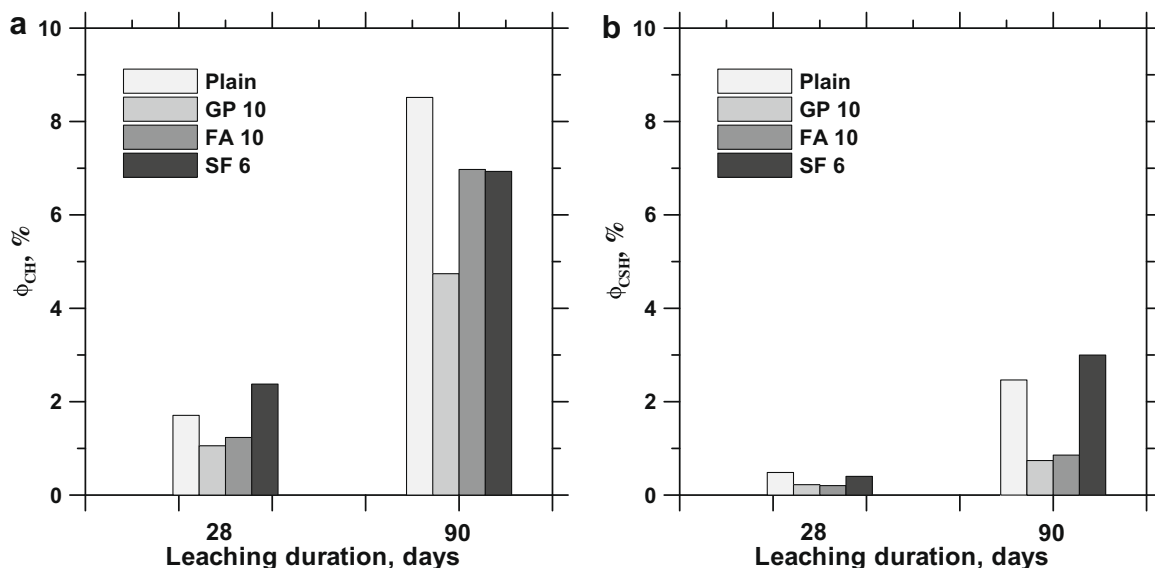 a
10
8
6
4
2
0
ϕCH, %
Plain
GP 10
FA 10
SF 6
28
90
Leaching duration, days
b
10
8
6
4
2
0
ϕCSH, %
Plain
GP 10
FA 10
SF 6
28
90
Leaching duration, days